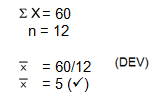 Σ X = 60
n = 12
x̅ = 60/12 (DEV)
x̅ = 5 (✓)